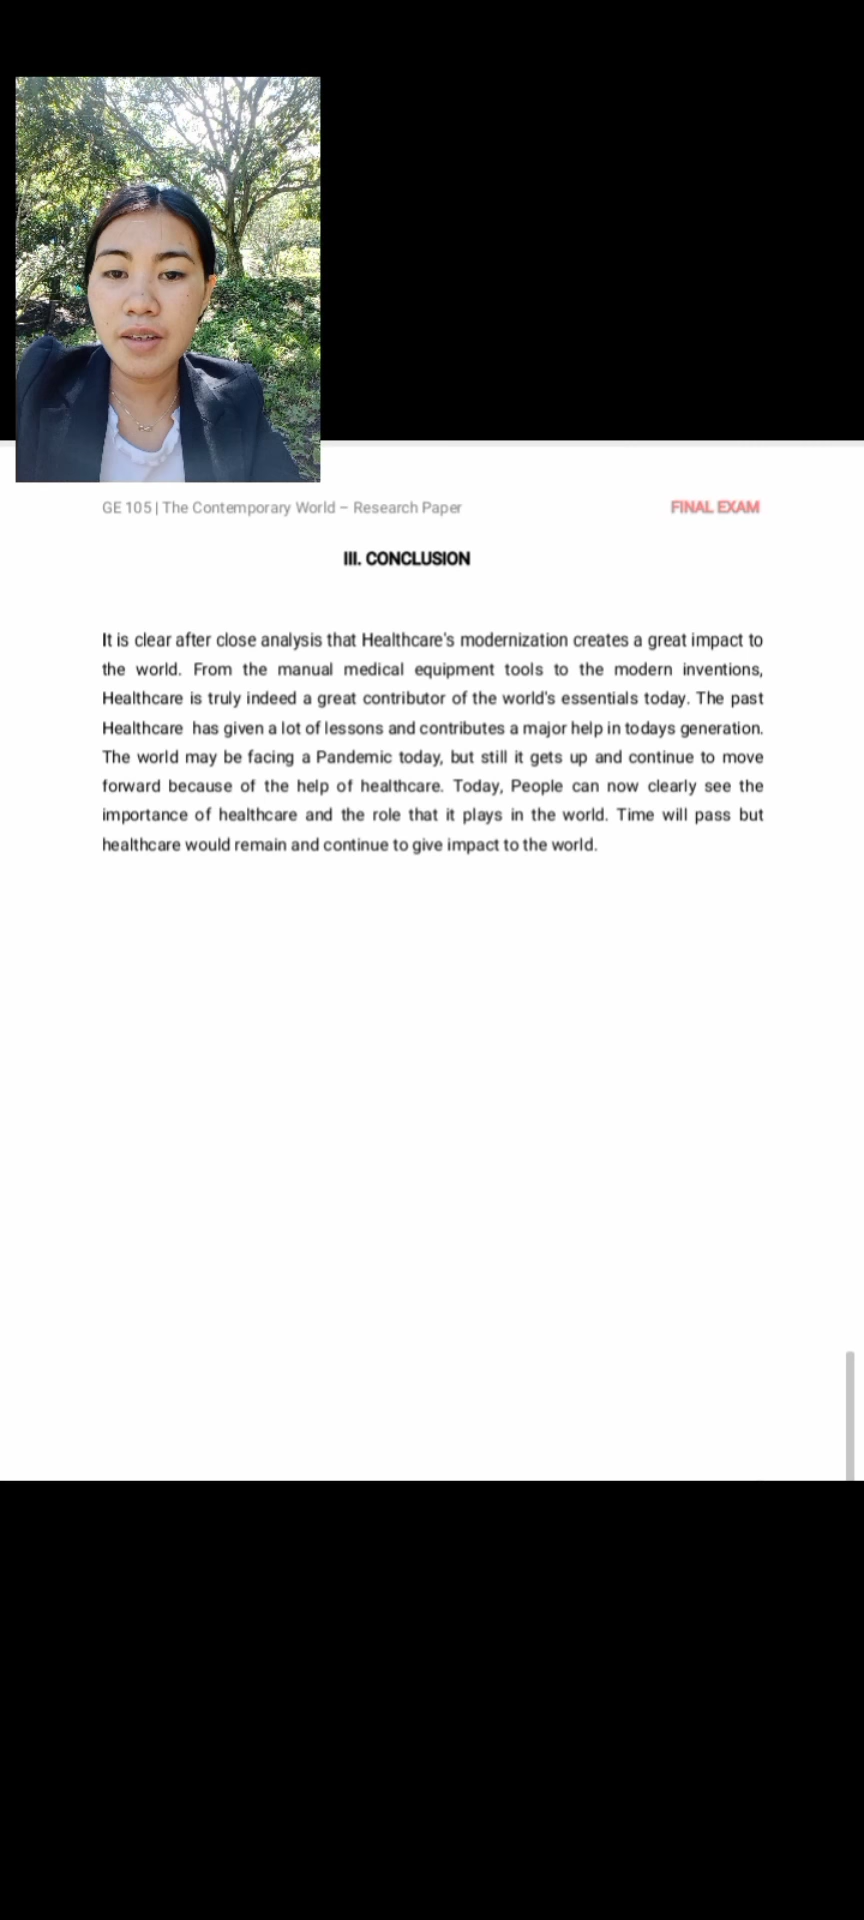 GE 105 | The Contemporary World – Research Paper FINAL EXAM
III. CONCLUSION
It is clear after close analysis that Healthcare's modernization creates a great impact to
the world. From the manual medical equipment tools to the modern inventions,
Healthcare is truly indeed a great contributor of the world's essentials today. The past
Healthcare has given a lot of lessons and contributes a major help in todays generation.
The world may be facing a Pandemic today, but still it gets up and continue to move
forward because of the help of healthcare. Today, People can now clearly see the
importance of healthcare and the role that it plays in the world. Time will pass but
healthcare would remain and continue to give impact to the world.